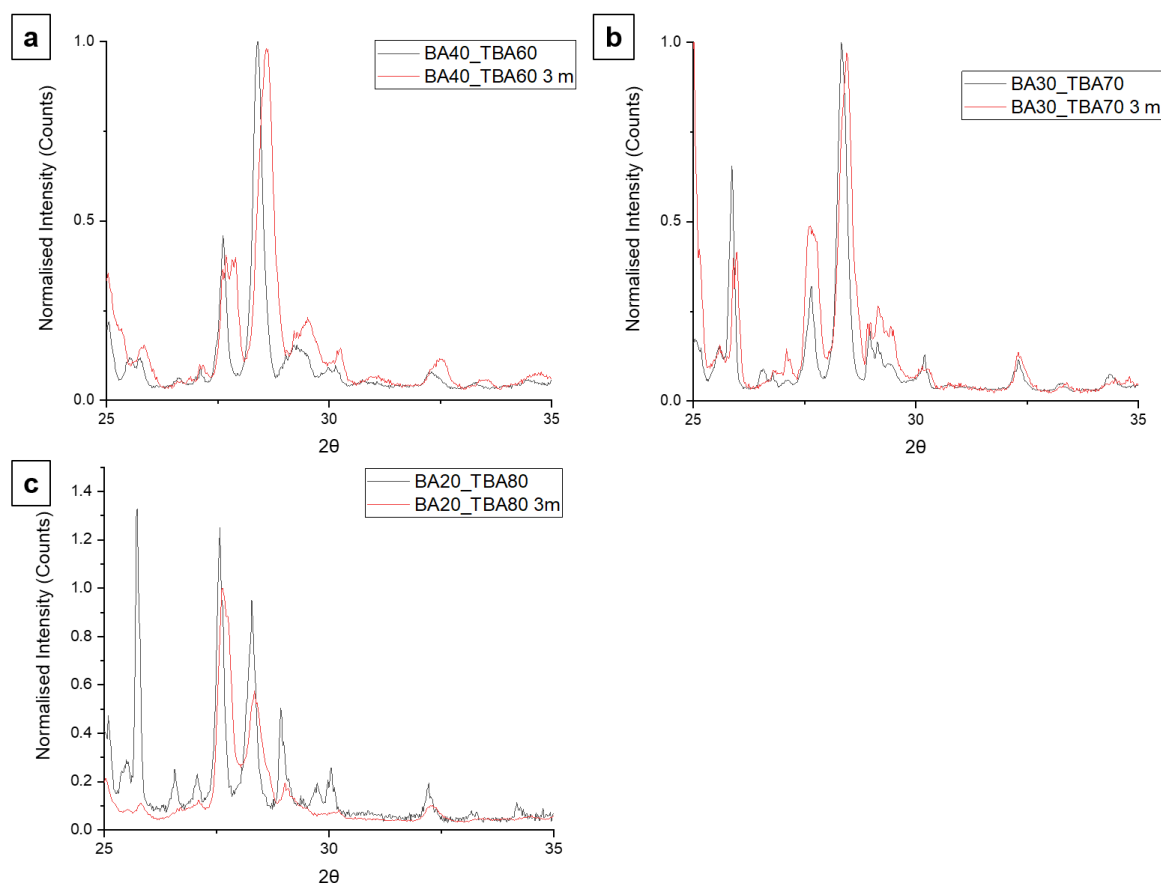 a
BA40_TBA60
BA40_TBA60 3 m
Normalised Intensity (Counts)
1.0
0.5
0.0
25
30
35
2θ
b
BA30_TBA70
BA30_TBA70 3 m
Normalised Intensity (Counts)
1.0
0.5
0.0
25
30
35
2θ
c
BA20_TBA80
BA20_TBA80 3m
Normalised Intensity (Counts)
1.4
1.2
1.0
0.8
0.6
0.4
0.2
0.0
25
30
35
2θ